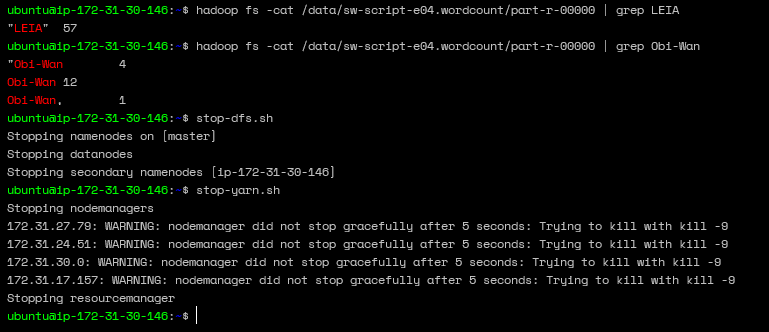 ubuntu@ip-172-31-30-146:~$ hadoop fs -cat /data/sw-script-e04.wordcount/part-r-00000 | grep LEIA
"LEIA"  57
ubuntu@ip-172-31-30-146:~$ hadoop fs -cat /data/sw-script-e04.wordcount/part-r-00000 | grep Obi-Wan
"Obi-Wan        4
Obi-Wan 12
Obi-Wan,        1
ubuntu@ip-172-31-30-146:~$ stop-dfs.sh
Stopping namenodes on [master]
Stopping datanodes
Stopping secondary namenodes [ip-172-31-30-146]
ubuntu@ip-172-31-30-146:~$ stop-yarn.sh
Stopping nodemanagers
172.31.27.79: WARNING: nodemanager did not stop gracefully after 5 seconds: Trying to kill with kill -9
172.31.24.51: WARNING: nodemanager did not stop gracefully after 5 seconds: Trying to kill with kill -9
172.31.30.0: WARNING: nodemanager did not stop gracefully after 5 seconds: Trying to kill with kill -9
172.31.17.157: WARNING: nodemanager did not stop gracefully after 5 seconds: Trying to kill with kill -9
Stopping resourcemanager
ubuntu@ip-172-31-30-146:~$